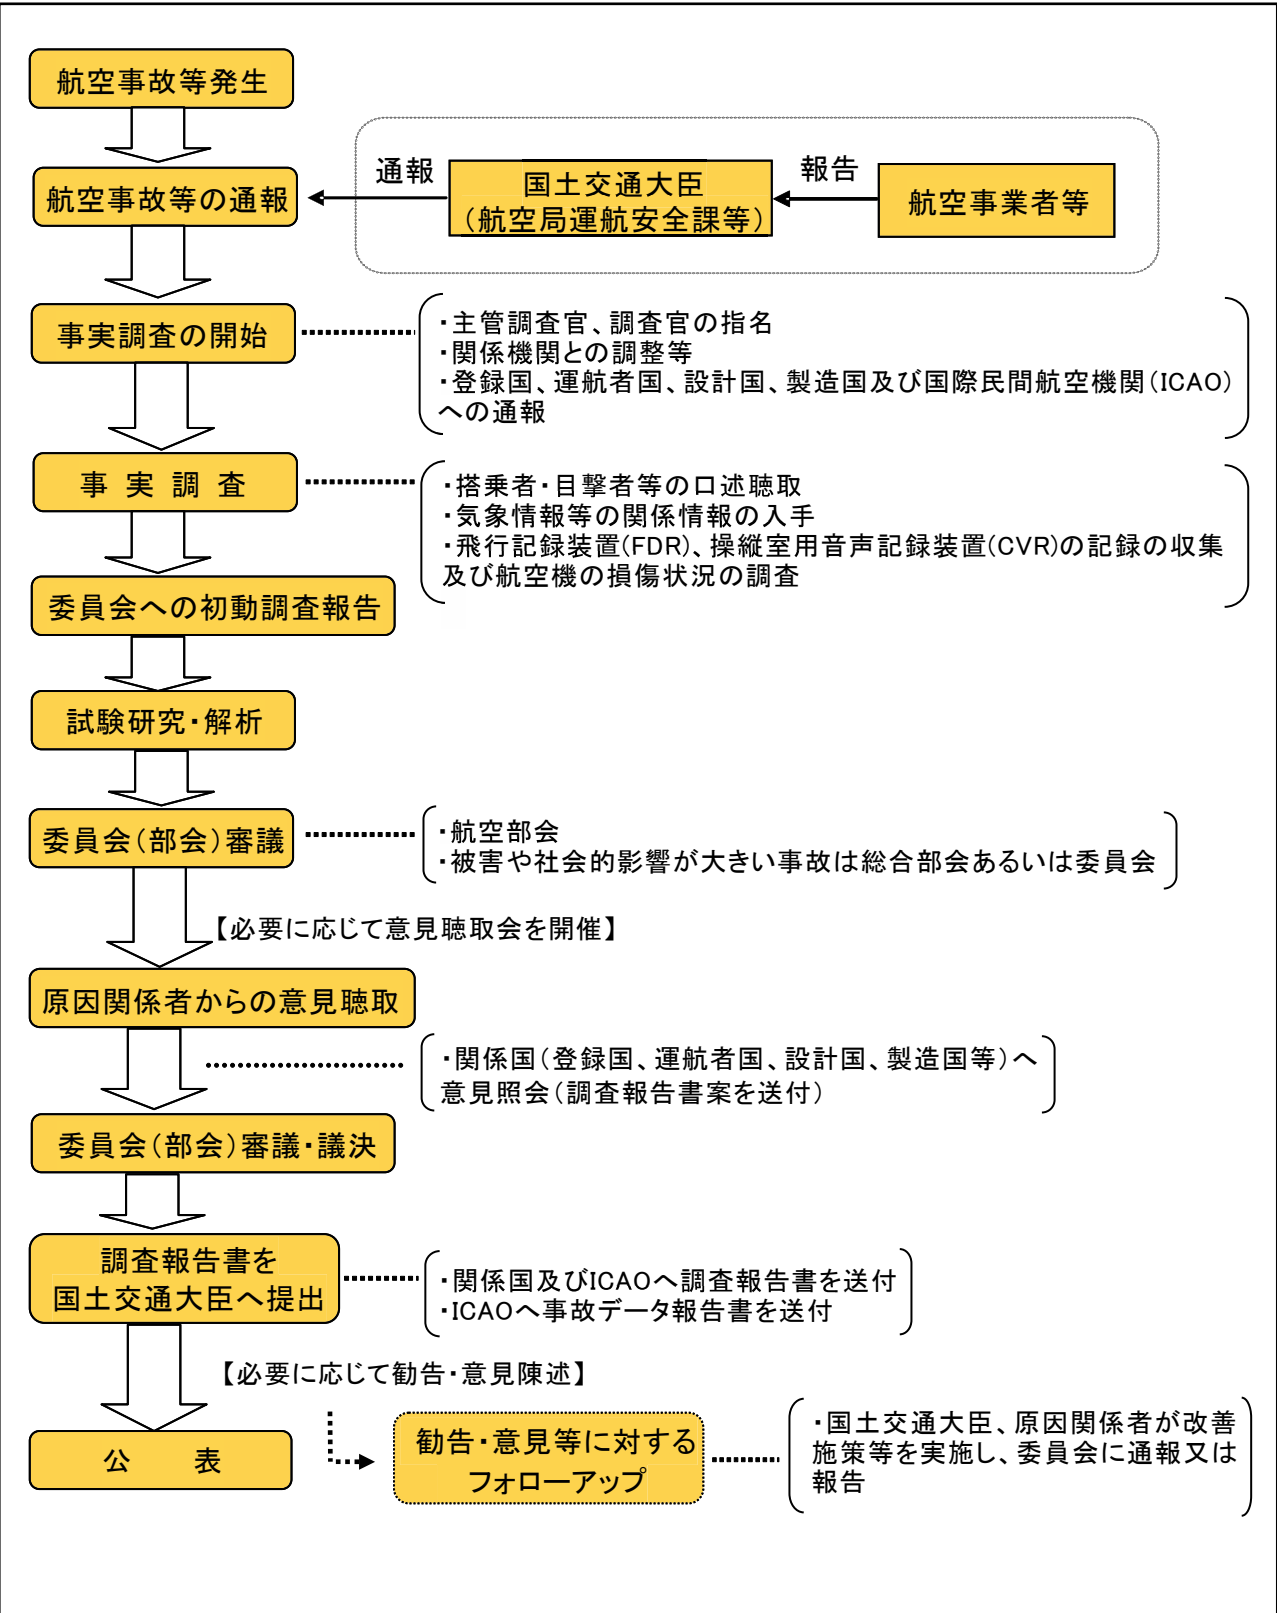 航空事故等発生
通報
報告
航空事故等の通報
国土交通大臣
（航空局運航安全課等）
航空事業者等
事実調査の開始
・主管調査官、調査官の指名
・関係機関との調整等
・登録国、運航者国、設計国、製造国及び国際民間航空機関（ICAO）
への通報
事 実 調 査
・搭乗者・目撃者等の口述聴取
・気象情報等の関係情報の入手
・飛行記録装置(FDR)、操縦室用音声記録装置(CVR)の記録の収集
及び航空機の損傷状況の調査
委員会への初動調査報告
試験研究・解析
委員会（部会）審議
・航空部会
・被害や社会的影響が大きい事故は総合部会あるいは委員会
【必要に応じて意見聴取会を開催】
原因関係者からの意見聴取
・関係国（登録国、運航者国、設計国、製造国等）へ
意見照会（調査報告書案を送付）
委員会（部会）審議・議決
調査報告書を
国土交通大臣へ提出
・関係国及びICAOへ調査報告書を送付
・ICAOへ事故データ報告書を送付
【必要に応じて勧告・意見陳述】
公　　表
勧告・意見等に対する
フォローアップ
・国土交通大臣、原因関係者が改善
施策等を実施し、委員会に通報又は
報告